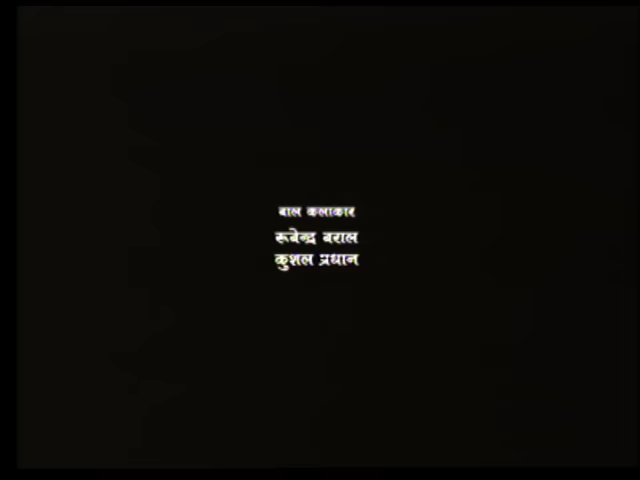 बाल कलाकार
रूबेन्द्र बराल
कुशल प्रधान